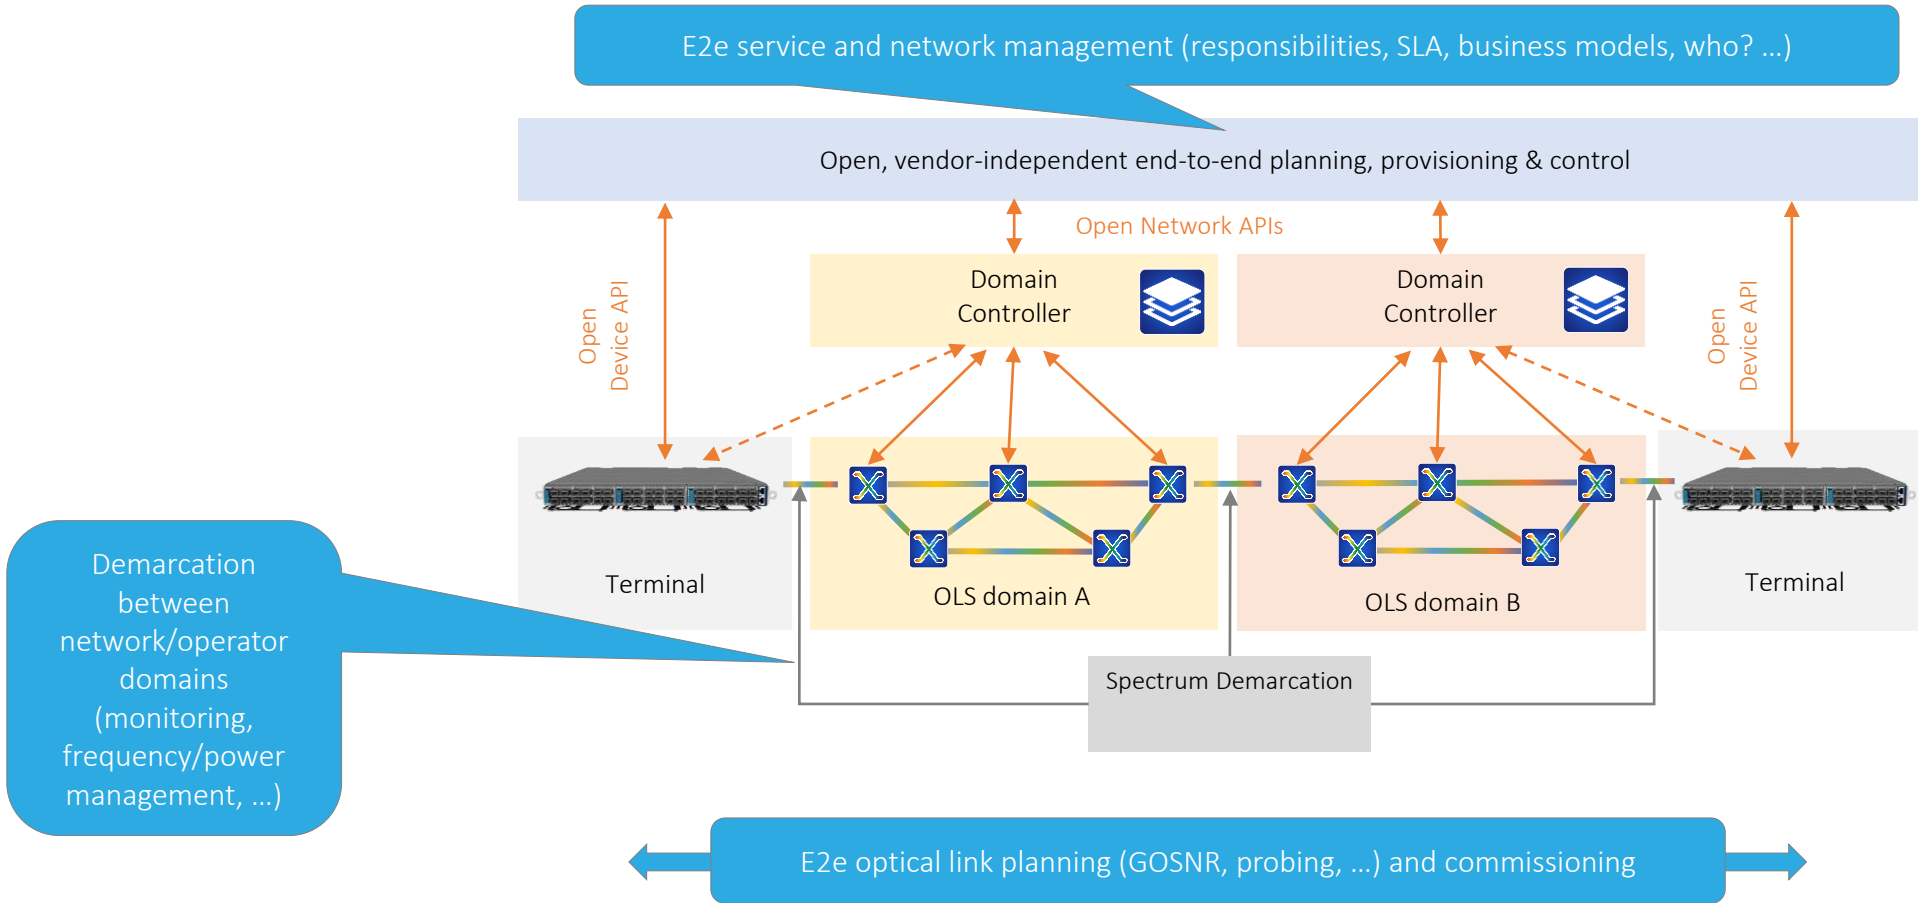 E2e service and network management (responsibilities, SLA, business models, who? ...)
Open, vendor-independent end-to-end planning, provisioning & control
Open Network APIs
Open
Device API
Domain
Controller
Domain
Controller
Open
Device API
Terminal
OLS domain A
OLS domain B
Terminal
Spectrum Demarcation
Demarcation
between
network/operator
domains
(monitoring,
frequency/power
management, ...)
E2e optical link planning (GOSNR, probing, ...) and commissioning